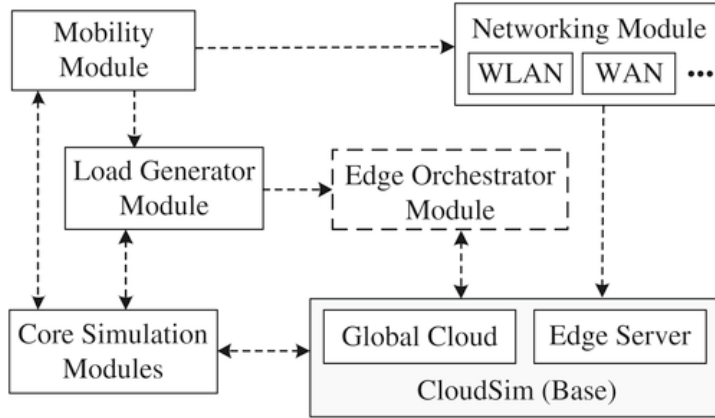 Mobility
Module
Networking Module
WLAN
WAN
•••
Load Generator
Module
Edge Orchestrator
Module
Core Simulation
Modules
Global Cloud
Edge Server
CloudSim (Base)